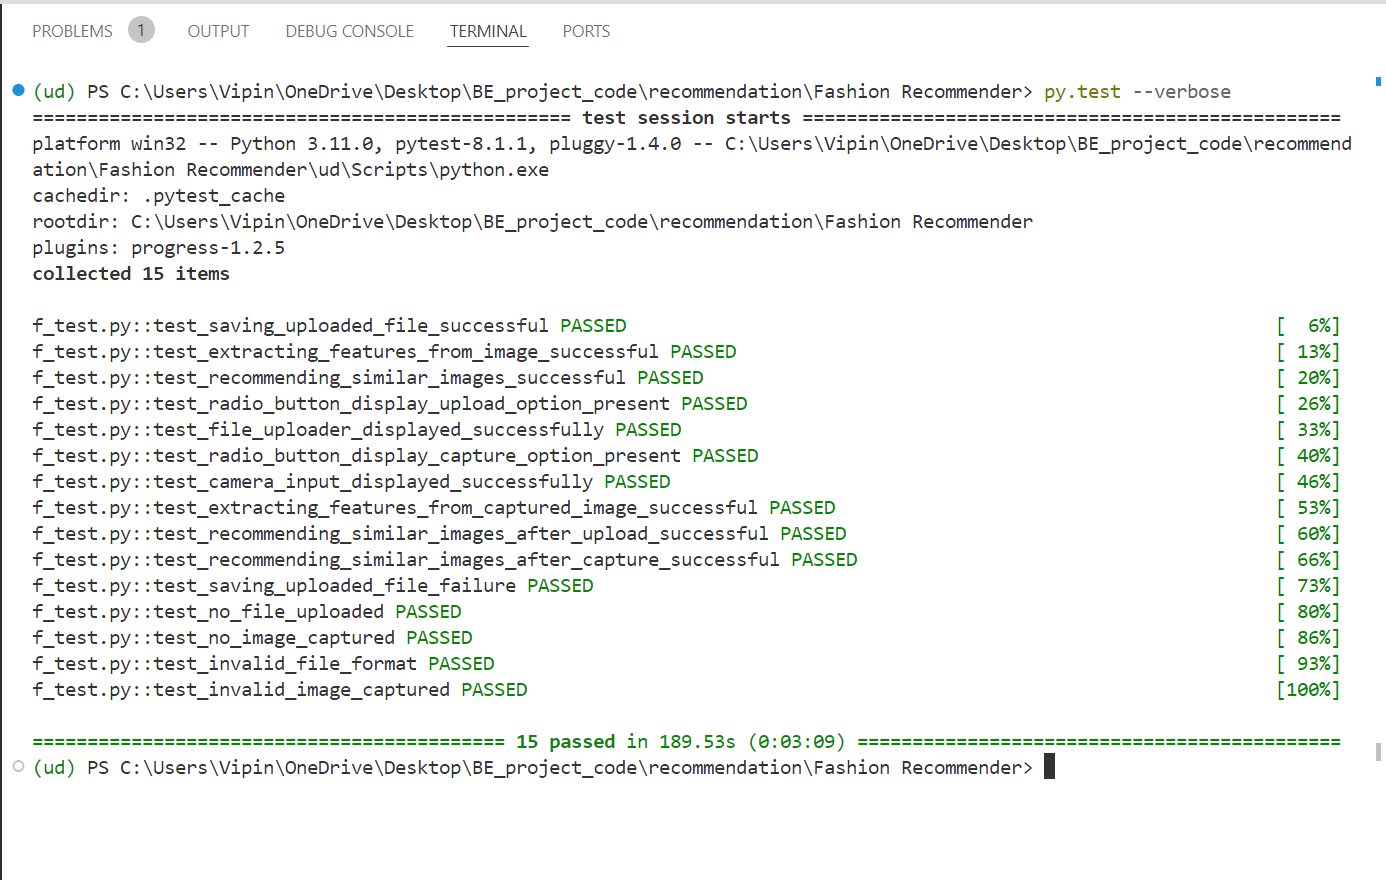 PROBLEMS 1 OUTPUT DEBUG CONSOLE TERMINAL PORTS
(ud) PS C:\Users\Vipin\OneDrive\Desktop\BE_project_code\recommendation\Fashion Recommender> py.test --verbose
================================================= test session starts =================================================
platform win32 -- Python 3.11.0, pytest-8.1.1, pluggy-1.4.0 -- C:\Users\Vipin\OneDrive\Desktop\BE_project_code\recommend
ation\Fashion Recommender\ud\Scripts\python.exe
cachedir: .pytest_cache
rootdir: C:\Users\Vipin\OneDrive\Desktop\BE_project_code\recommendation\Fashion Recommender
plugins: progress-1.2.5
collected 15 items
f_test.py::test_saving_uploaded_file_successful PASSED [  6%]
f_test.py::test_extracting_features_from_image_successful PASSED [ 13%]
f_test.py::test_recommending_similar_images_successful PASSED [ 20%]
f_test.py::test_radio_button_display_upload_option_present PASSED [ 26%]
f_test.py::test_file_uploader_displayed_successfully PASSED [ 33%]
f_test.py::test_radio_button_display_capture_option_present PASSED [ 40%]
f_test.py::test_camera_input_displayed_successfully PASSED [ 46%]
f_test.py::test_extracting_features_from_captured_image_successful PASSED [ 53%]
f_test.py::test_recommending_similar_images_after_upload_successful PASSED [ 60%]
f_test.py::test_recommending_similar_images_after_capture_successful PASSED [ 66%]
f_test.py::test_saving_uploaded_file_failure PASSED [ 73%]
f_test.py::test_no_file_uploaded PASSED [ 80%]
f_test.py::test_no_image_captured PASSED [ 86%]
f_test.py::test_invalid_file_format PASSED [ 93%]
f_test.py::test_invalid_image_captured PASSED [100%]
=========================================== 15 passed in 189.53s (0:03:09) ============================================
(ud) PS C:\Users\Vipin\OneDrive\Desktop\BE_project_code\recommendation\Fashion Recommender>